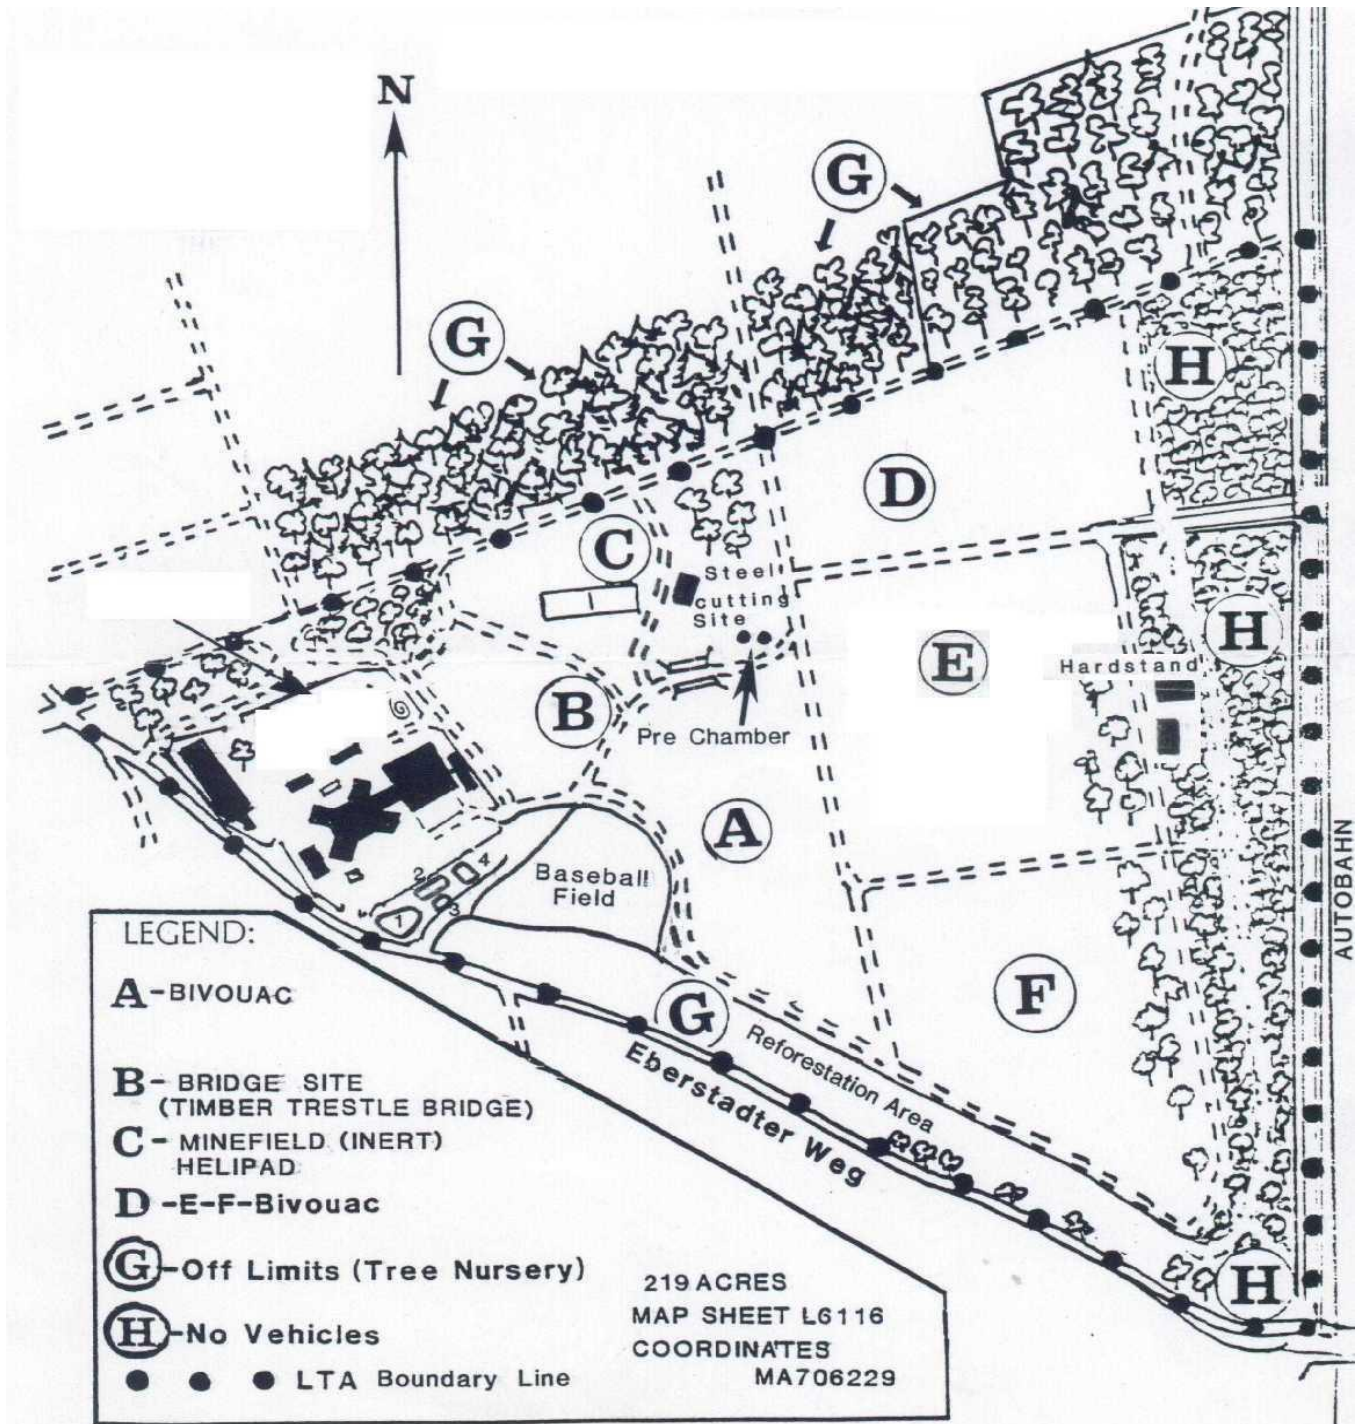 N
G
G
H
D
C
Steel
Cutting
Site
E
H
Hardstand
B
Pre Chamber
A
Baseball
Field
4
2
3
1
F
G
Reforestation Area
Eberstadter Weg
AUTOBAHN
H
LEGEND:
A-BIVOUAC
B- BRIDGE SITE
(TIMBER TRESTLE BRIDGE)
C- MINEFIELD (INERT)
HELIPAD
D-E-F-Bivouac
G-Off Limits (Tree Nursery)
H-No Vehicles
LTA Boundary Line
219 ACRES
MAP SHEET L6116
COORDINATES
MA706229